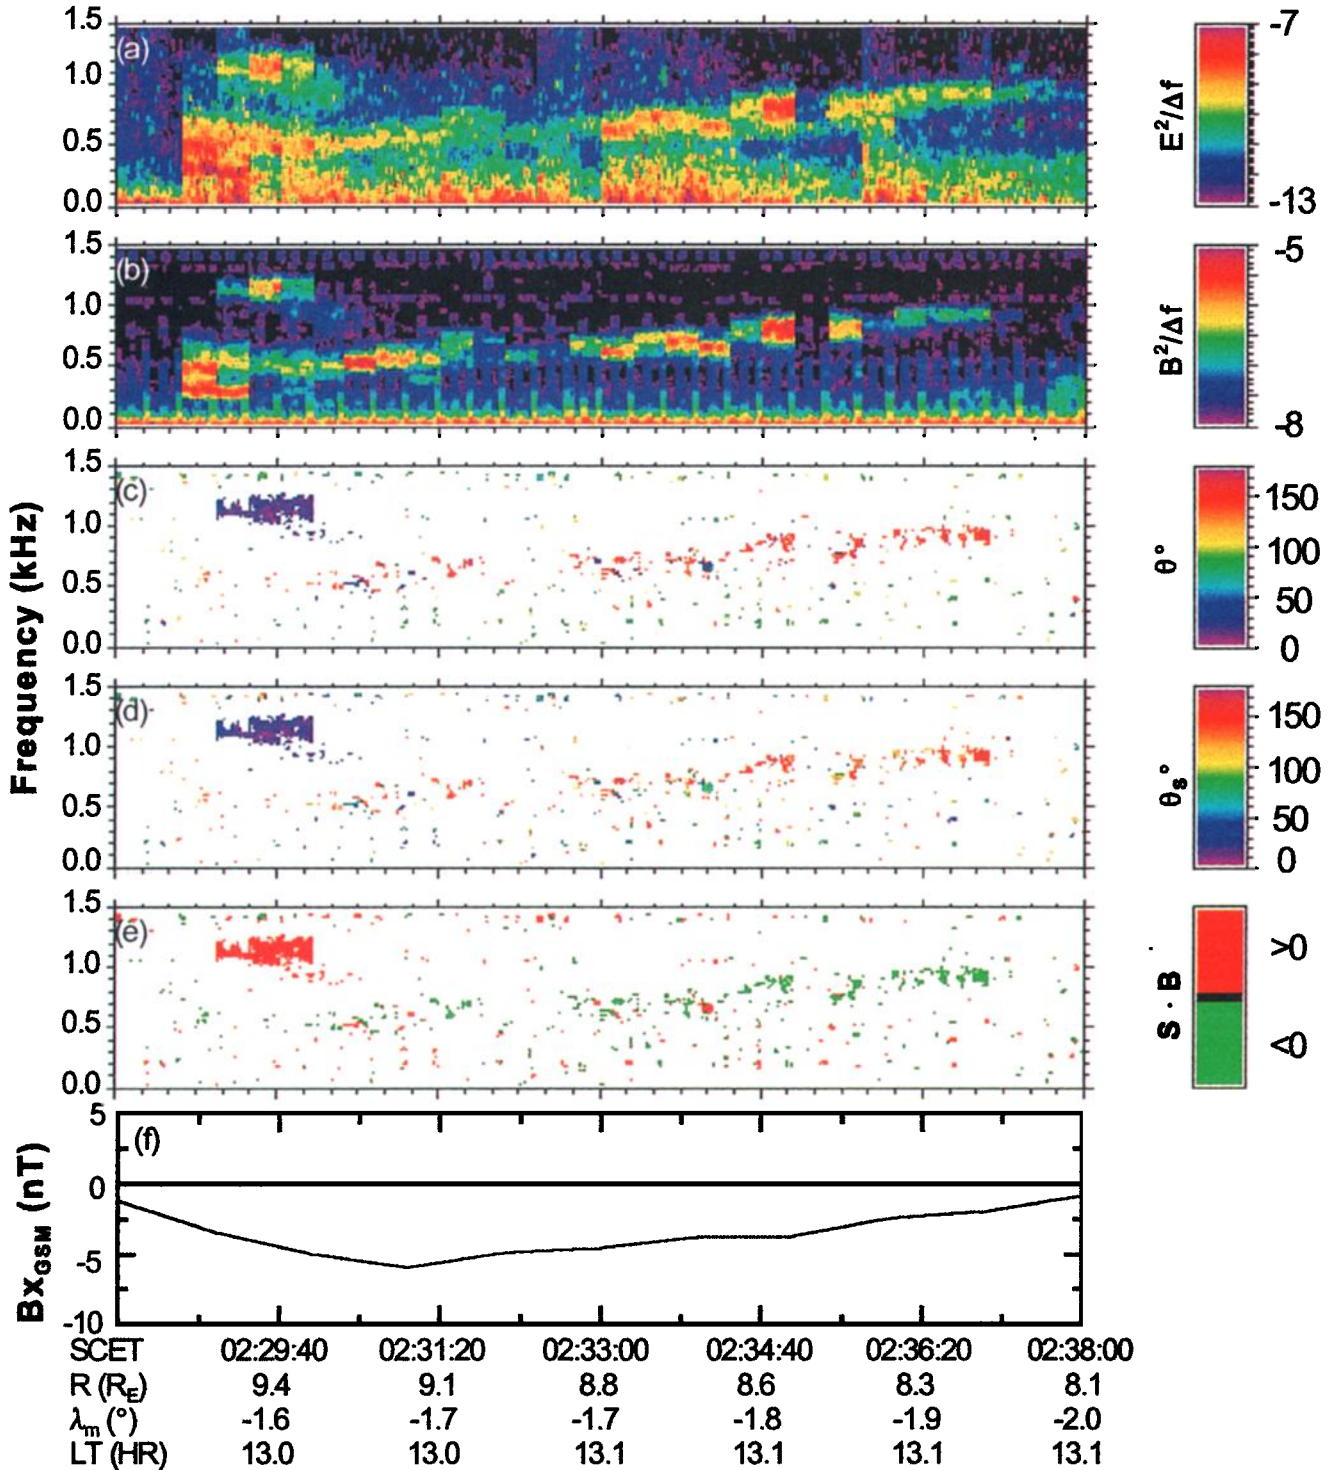 1.5
(a)
1.0
0.5
0.0
E²/Δf
-7
-13
1.5
(b)
1.0
0.5
0.0
B²/Δf
-5
-8
Frequency (kHz)
1.5
(c)
1.0
0.5
0.0
θ°
150
100
50
0
1.5
(d)
1.0
0.5
0.0
θₛ°
150
100
50
0
1.5
(e)
1.0
0.5
0.0
S · B
>0
<0
Bx_GSM (nT)
5
(f)
0
-5
-10
SCET 02:29:40 02:31:20 02:33:00 02:34:40 02:36:20 02:38:00
R (R_E) 9.4 9.1 8.8 8.6 8.3 8.1
λ_m (°) -1.6 -1.7 -1.7 -1.8 -1.9 -2.0
LT (HR) 13.0 13.0 13.1 13.1 13.1 13.1